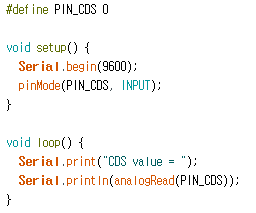 #define PIN_CDS 0
void setup() {
  Serial.begin(9600);
  pinMode(PIN_CDS, INPUT);
}
void loop() {
  Serial.print("CDS value = ");
  Serial.println(analogRead(PIN_CDS));
}